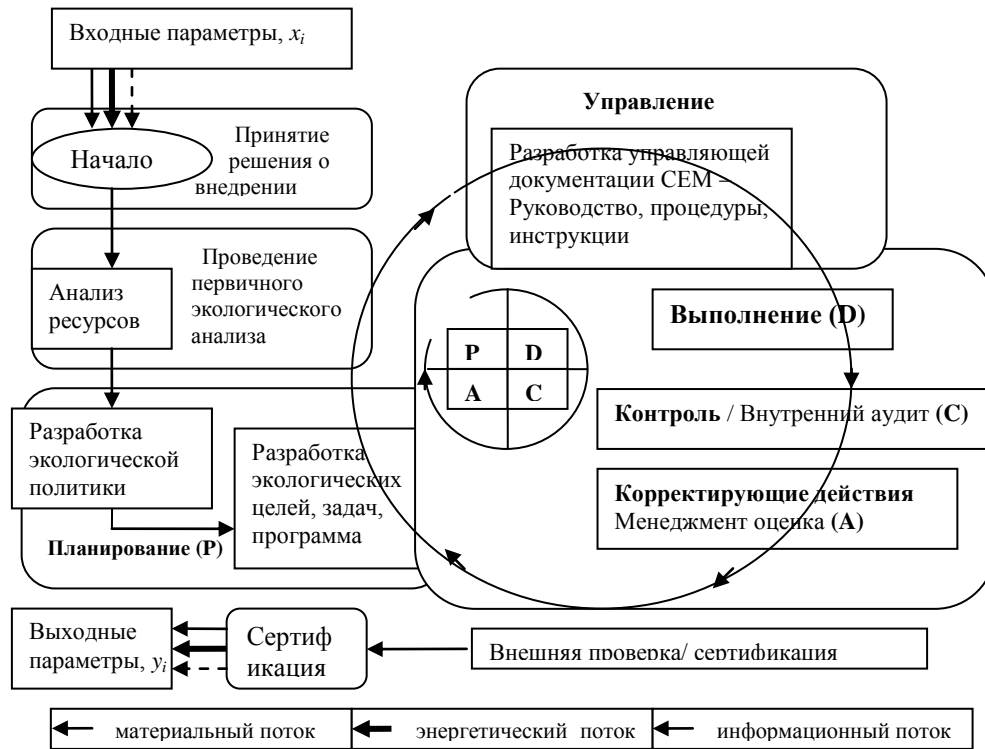 Входные параметры, xi
Начало
Принятие
решения о
внедрении
Анализ
ресурсов
Проведение
первичного
экологического
анализа
Разработка
экологической
политики
Разработка
экологических
целей, задач,
программа
Планирование (P)
Управление
Разработка управляющей
документации СЕМ –
Руководство, процедуры,
инструкции
P D
A C
Выполнение (D)
Контроль / Внутренний аудит (C)
Корректирующие действия
Менеджмент оценка (A)
Выходные
параметры, yi
Сертиф
икация
Внешняя проверка/ сертификация
материальный поток
энергетический поток
информационный поток